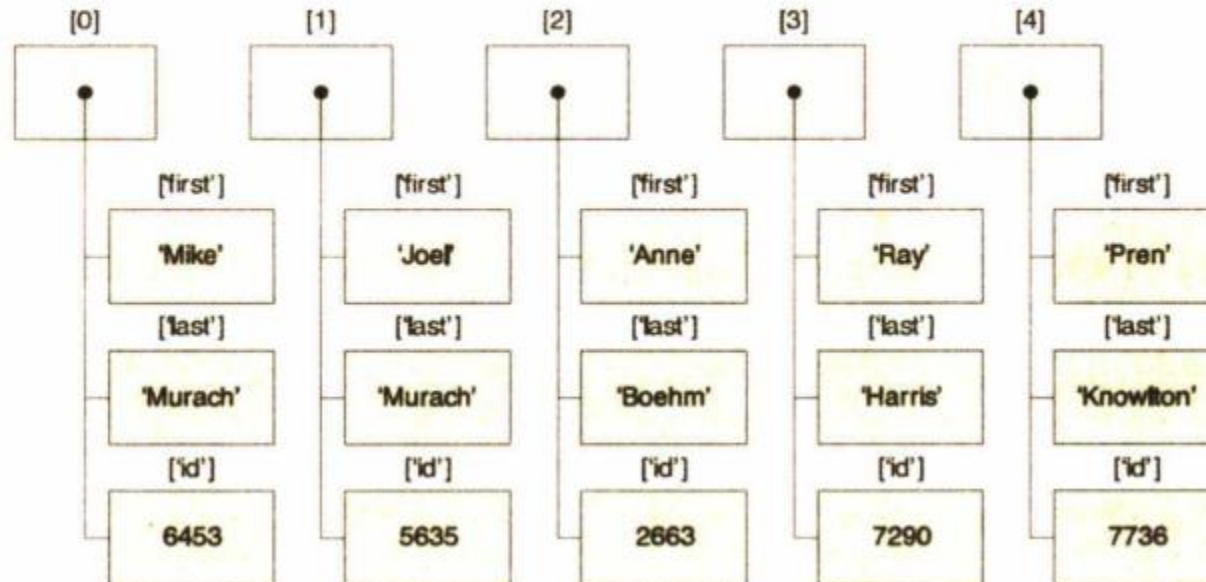 [0] [1] [2] [3] [4]
['first'] ['first'] ['first'] ['first'] ['first']
'Mike' 'Joel' 'Anne' 'Ray' 'Pren'
['last'] ['last'] ['last'] ['last'] ['last']
'Murach' 'Murach' 'Boehm' 'Harris' 'Knowlton'
['id'] ['id'] ['id'] ['id'] ['id']
6453 5635 2663 7290 7736